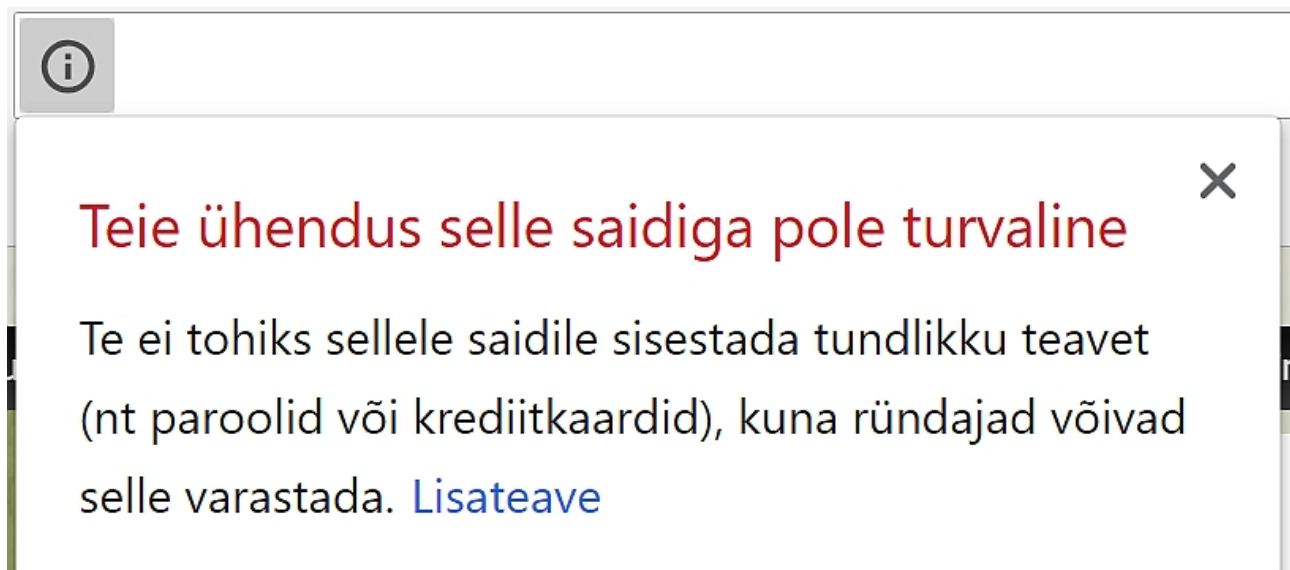 Teie ühendus selle saidiga pole turvaline
Te ei tohiks sellele saidile sisestada tundlikku teavet
(nt paroolid või krediitkaardid), kuna ründajad võivad
selle varastada. Lisateave